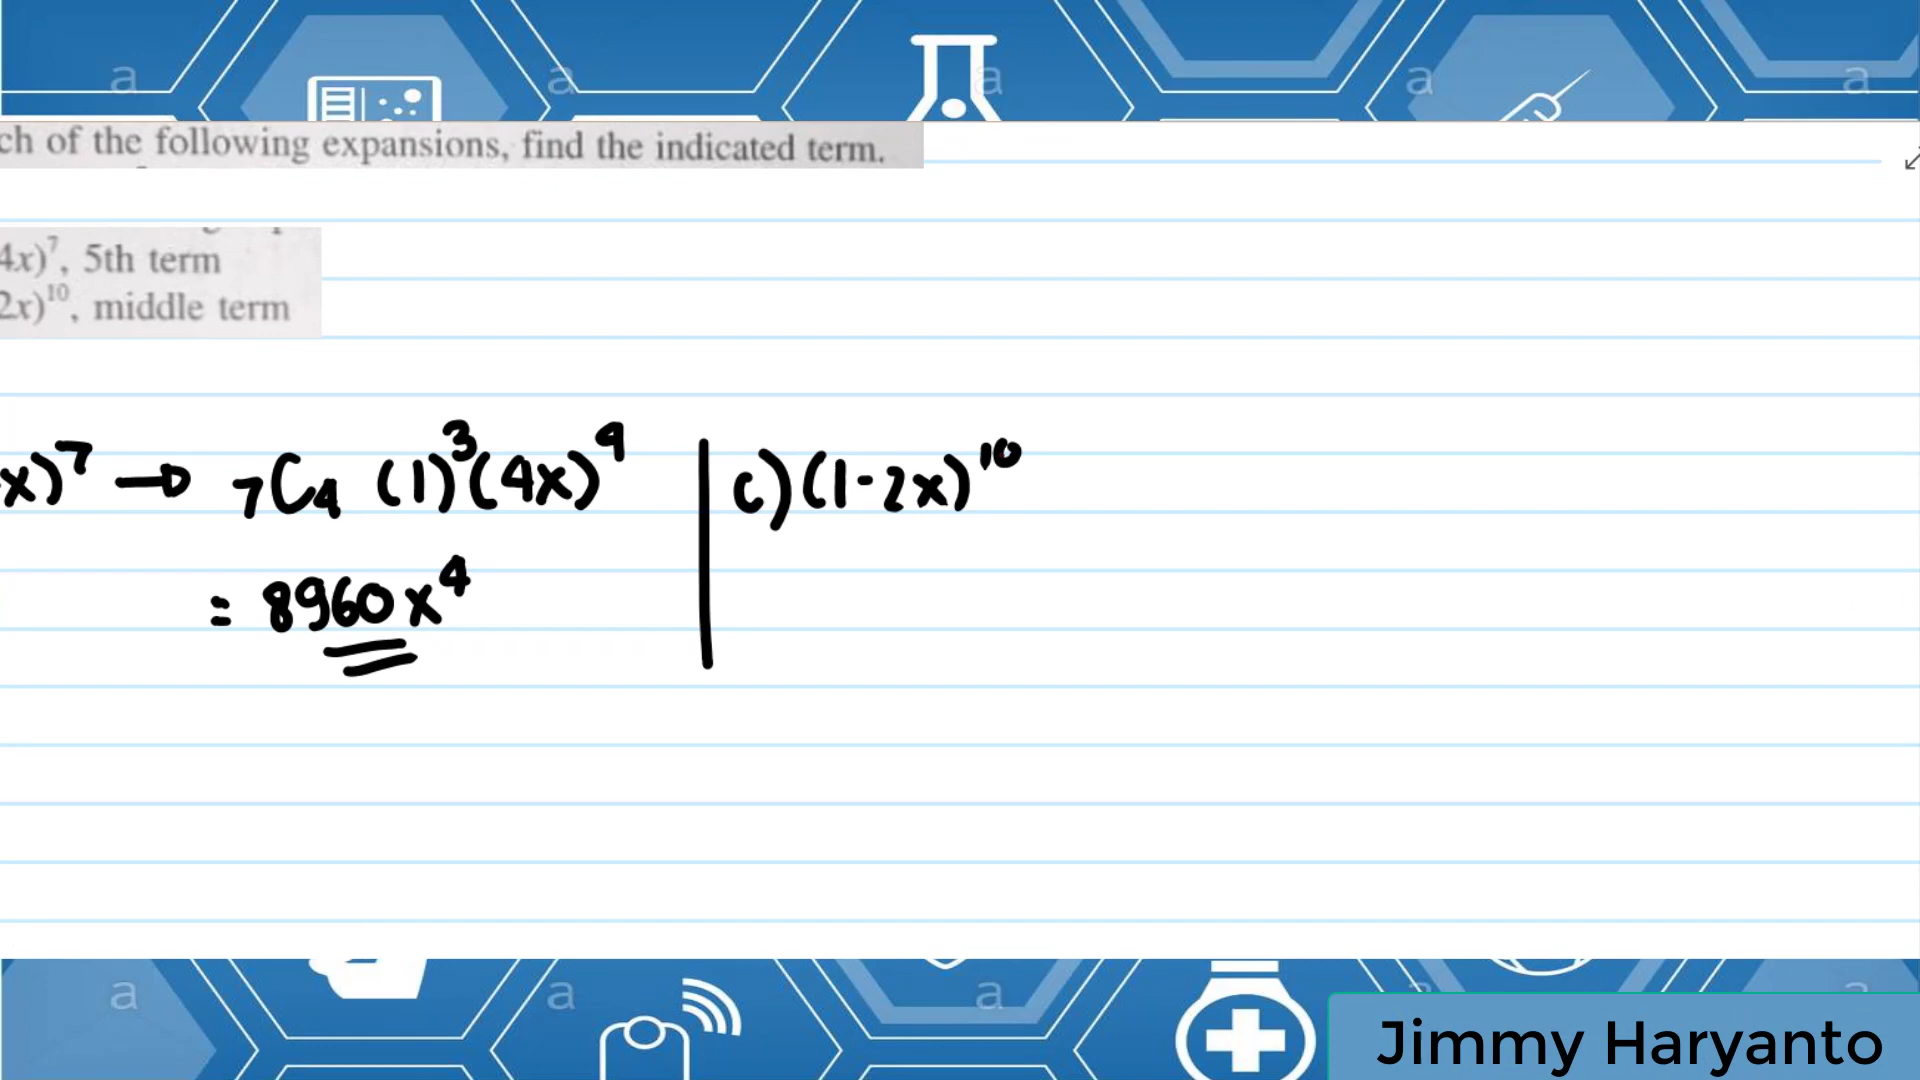 a a a a a
ch of the following expansions, find the indicated term.
4x)⁷, 5th term
2x)¹⁰, middle term
x)⁷ → ₇C₄ (1)³(4x)⁴ | c) (1-2x)¹⁰
= 8960x⁴
a a a a a
Jimmy Haryanto